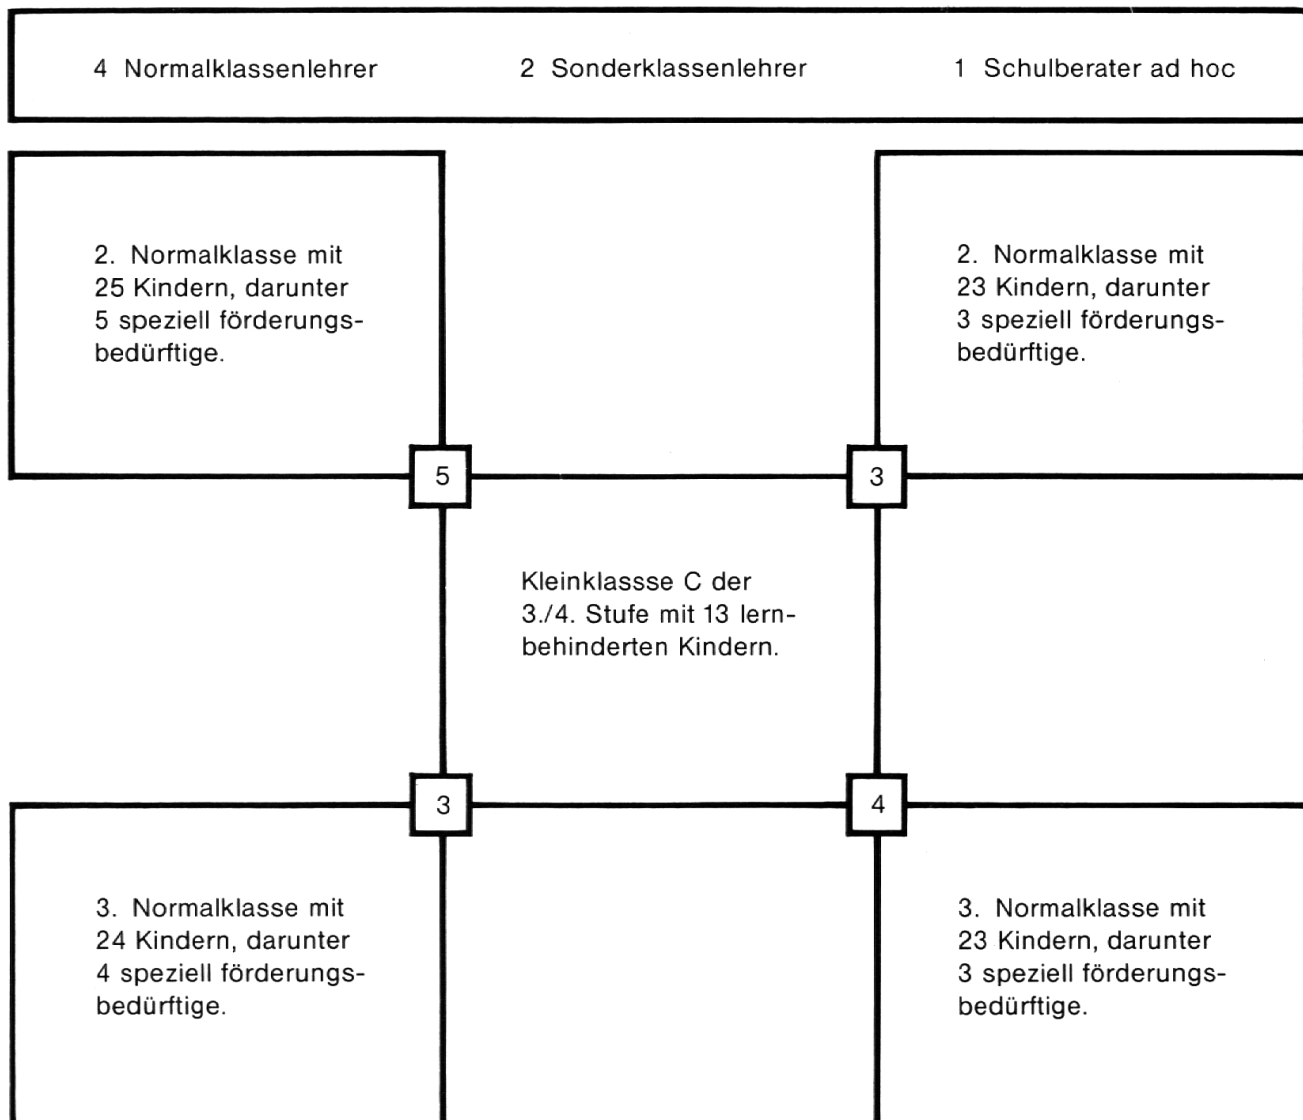 4 Normalklassenlehrer 2 Sonderklassenlehrer 1 Schulberater ad hoc
2. Normalklasse mit
25 Kindern, darunter
5 speziell förderungs-
bedürftige.
2. Normalklasse mit
23 Kindern, darunter
3 speziell förderungs-
bedürftige.
5
3
Kleinklassse C der
3./4. Stufe mit 13 lern-
behinderten Kindern.
3
4
3. Normalklasse mit
24 Kindern, darunter
4 speziell förderungs-
bedürftige.
3. Normalklasse mit
23 Kindern, darunter
3 speziell förderungs-
bedürftige.